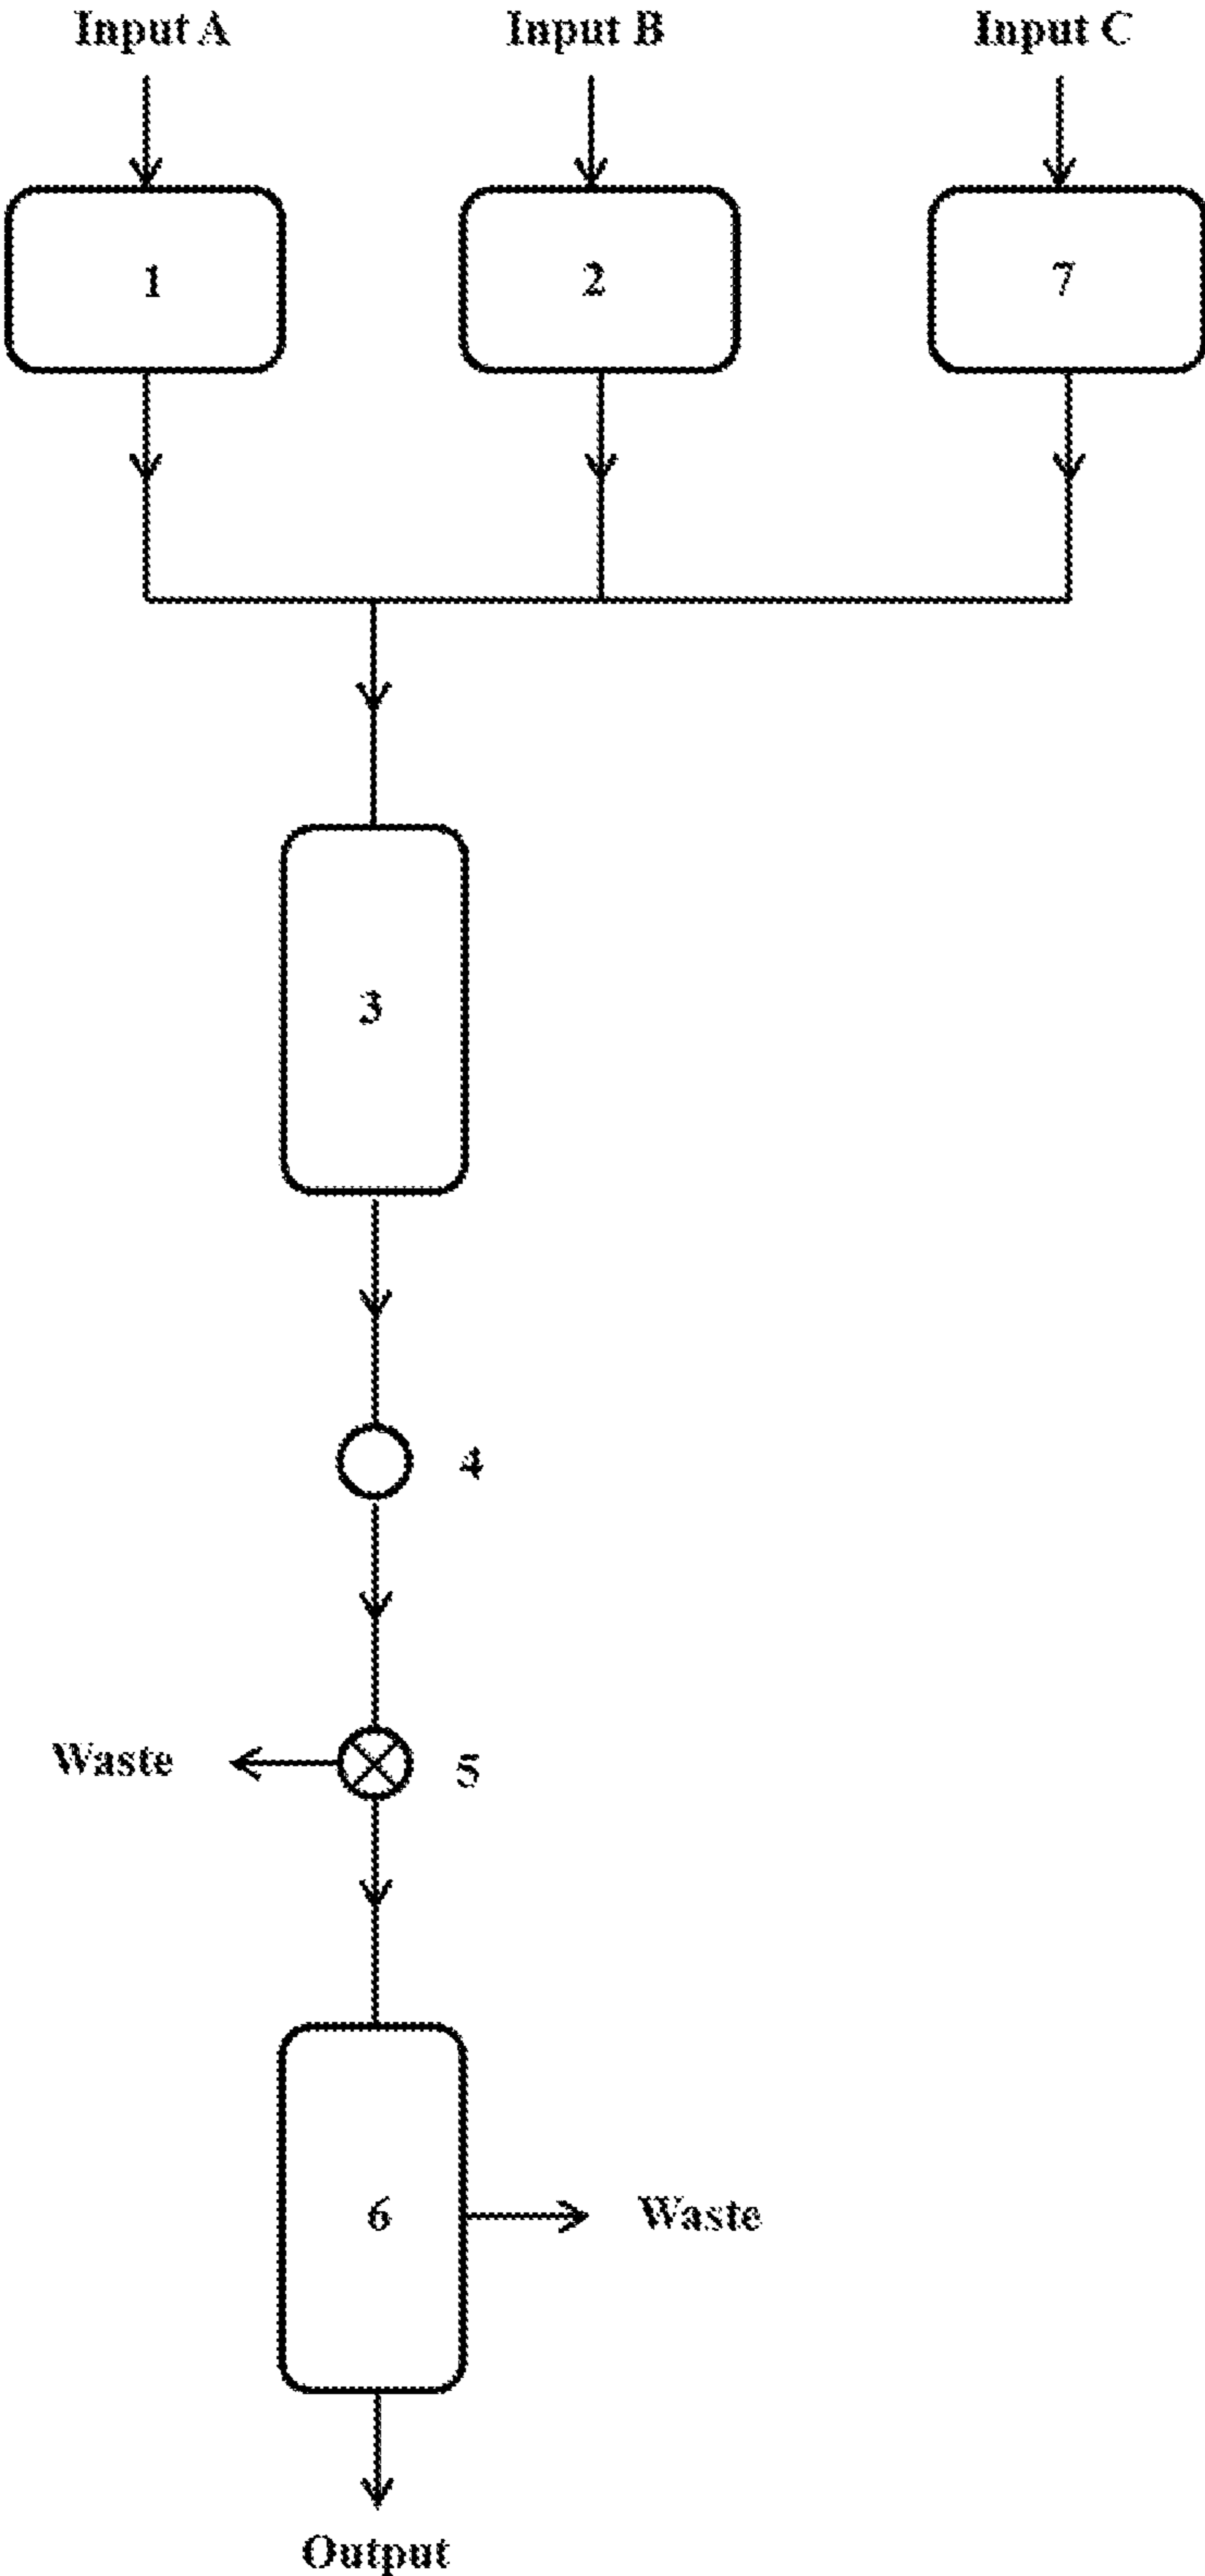 Input A Input B Input C
1 2 7
3
4
Waste 5
6 Waste
Output